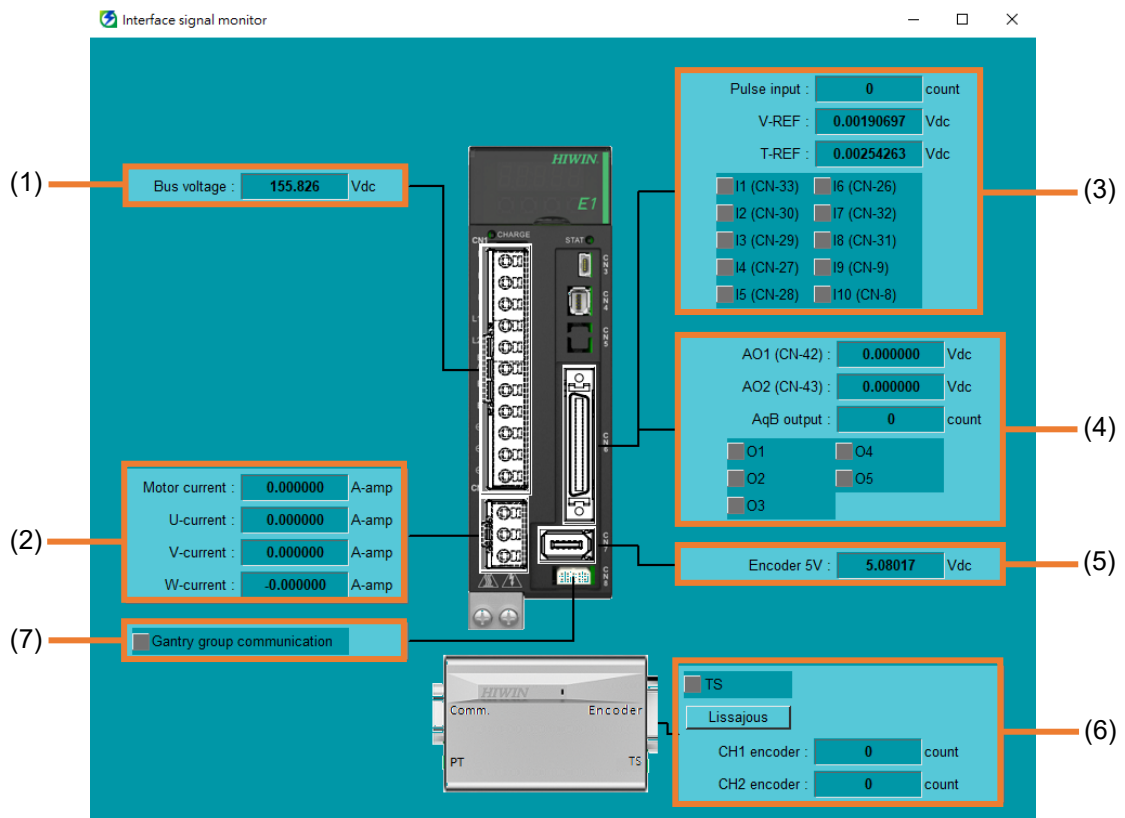 Interface signal monitor
(1)
Bus voltage : 155.826 Vdc
(2)
Motor current : 0.000000 A-amp
U-current : 0.000000 A-amp
V-current : 0.000000 A-amp
W-current : -0.000000 A-amp
(7)
Gantry group communication
HIWIN
E1
CN1
CHARGE
STAT
CN3
CN4
CN5
CN6
CN7
CN8
(3)
Pulse input : 0 count
V-REF : 0.00190697 Vdc
T-REF : 0.00254263 Vdc
I1 (CN-33) I6 (CN-26)
I2 (CN-30) I7 (CN-32)
I3 (CN-29) I8 (CN-31)
I4 (CN-27) I9 (CN-9)
I5 (CN-28) I10 (CN-8)
(4)
AO1 (CN-42) : 0.000000 Vdc
AO2 (CN-43) : 0.000000 Vdc
AqB output : 0 count
O1 O4
O2 O5
O3
(5)
Encoder 5V : 5.08017 Vdc
HIWIN
Comm. Encoder
PT TS
(6)
TS
Lissajous
CH1 encoder : 0 count
CH2 encoder : 0 count